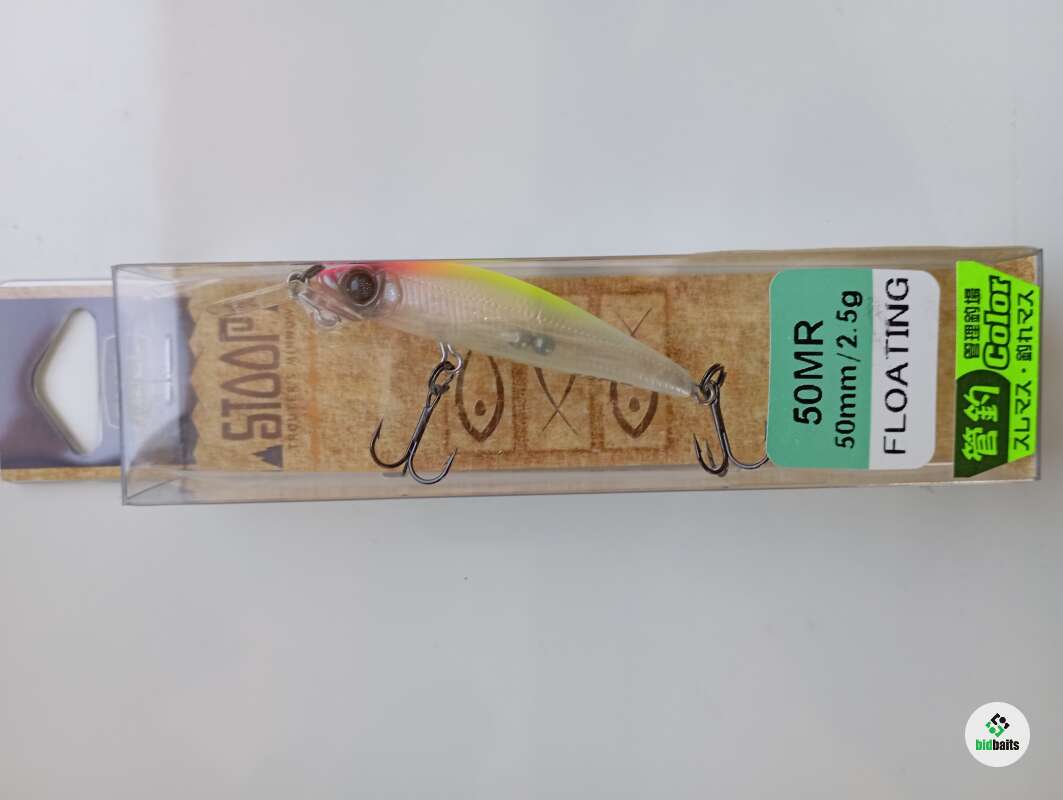 STOOP
50MR
50mm/2.5g
FLOATING
管理釣場
管釣 Color
スレマス・釣れマス
bidbaits